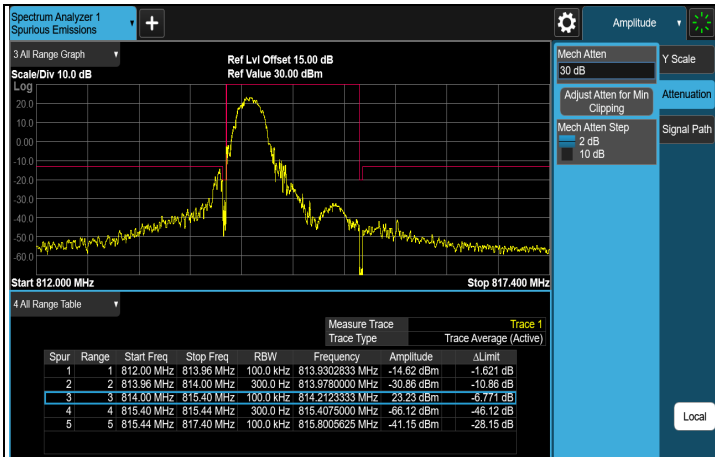 Spectrum Analyzer 1
Spurious Emissions
Amplitude
3 All Range Graph
Ref Lvl Offset 15.00 dB
Scale/Div 10.0 dB
Ref Value 30.00 dBm
Log
20.0
10.0
0.00
-10.0
-20.0
-30.0
-40.0
-50.0
-60.0
Start 812.000 MHz
Stop 817.400 MHz
Mech Atten
30 dB
Adjust Atten for Min
Clipping
Mech Atten Step
2 dB
10 dB
Y Scale
Attenuation
Signal Path
4 All Range Table
Measure Trace Trace 1
Trace Type Trace Average (Active)
Spur Range Start Freq Stop Freq RBW Frequency Amplitude ΔLimit
1 1 812.00 MHz 813.96 MHz 100.0 kHz 813.9302833 MHz -14.62 dBm -1.621 dB
2 2 813.96 MHz 814.00 MHz 300.0 Hz 813.9780000 MHz -30.86 dBm -10.86 dB
3 3 814.00 MHz 815.40 MHz 100.0 kHz 814.2123333 MHz 23.23 dBm -6.771 dB
4 4 815.40 MHz 815.44 MHz 300.0 Hz 815.4075000 MHz -66.12 dBm -46.12 dB
5 5 815.44 MHz 817.40 MHz 100.0 kHz 815.8005625 MHz -41.15 dBm -28.15 dB
Local